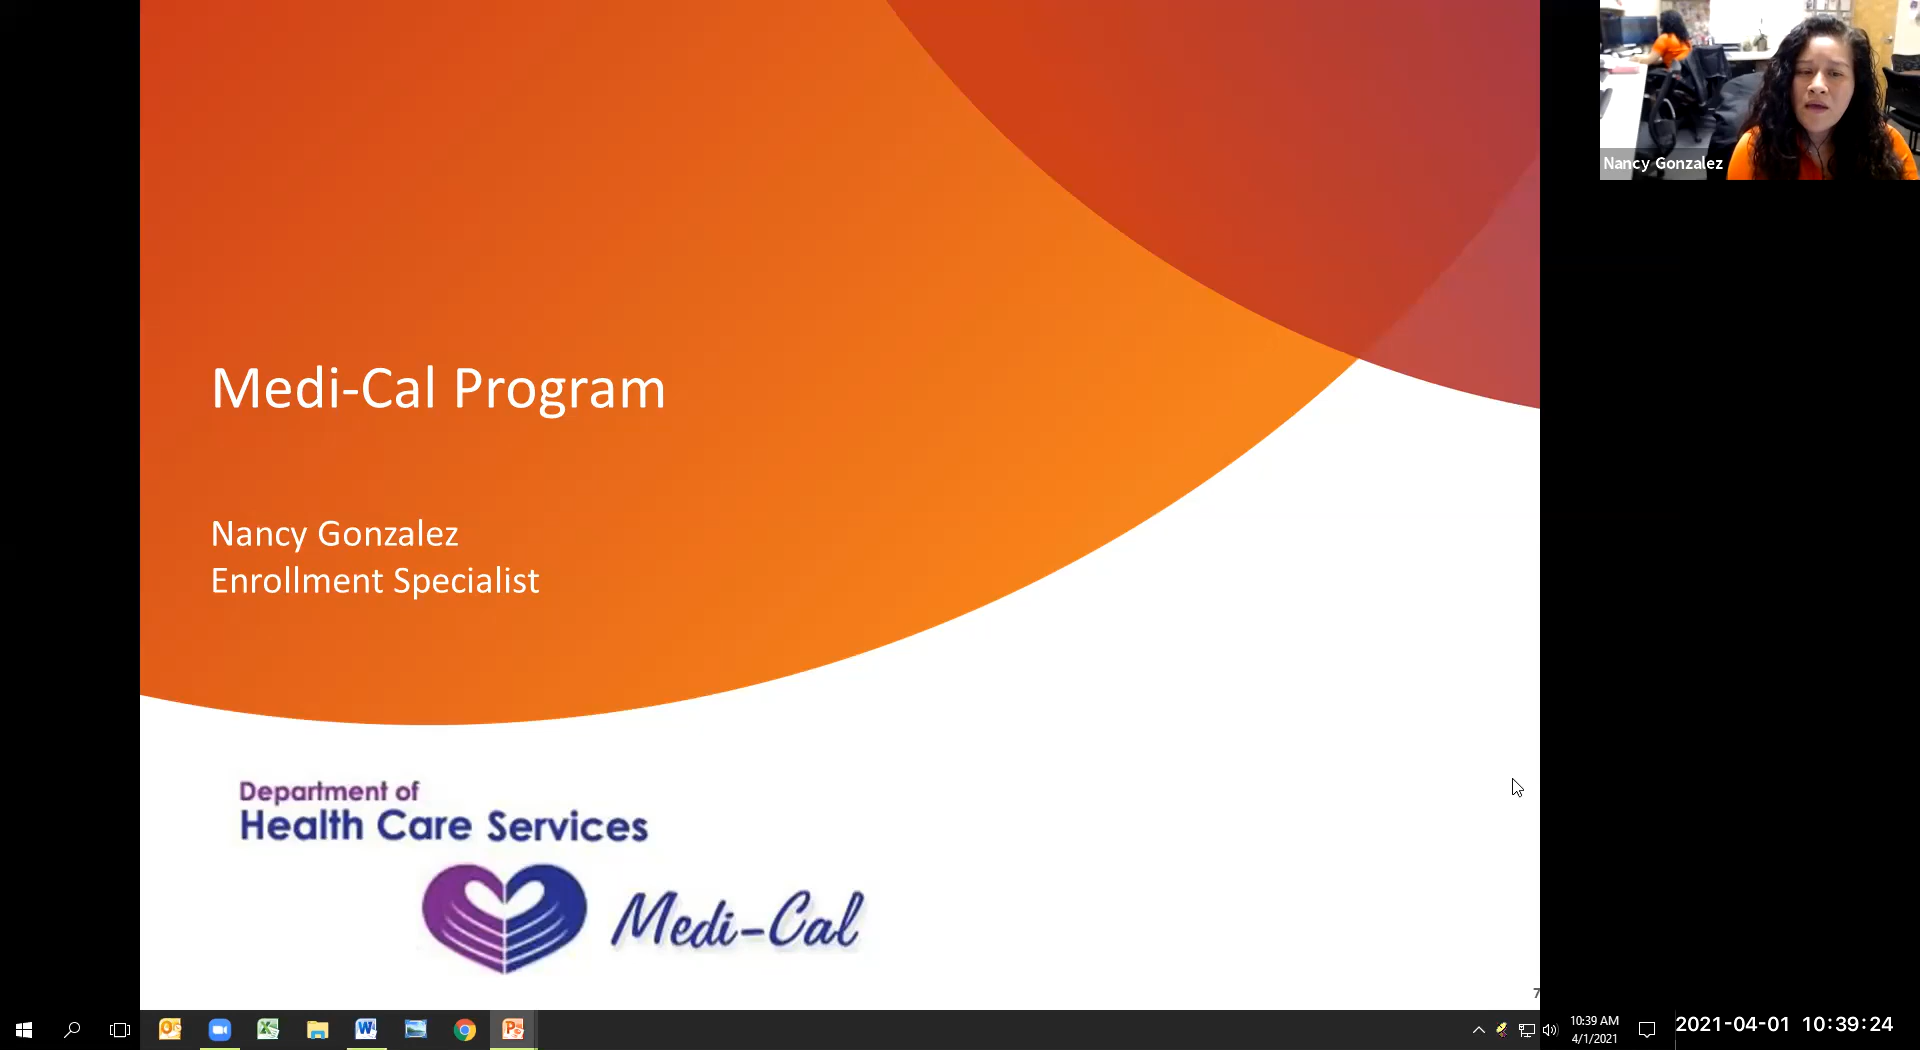 Nancy Gonzalez
Medi-Cal Program
Nancy Gonzalez
Enrollment Specialist
Department of
Health Care Services
Medi-Cal
7
10:39 AM
4/1/2021
2021-04-01 10:39:24